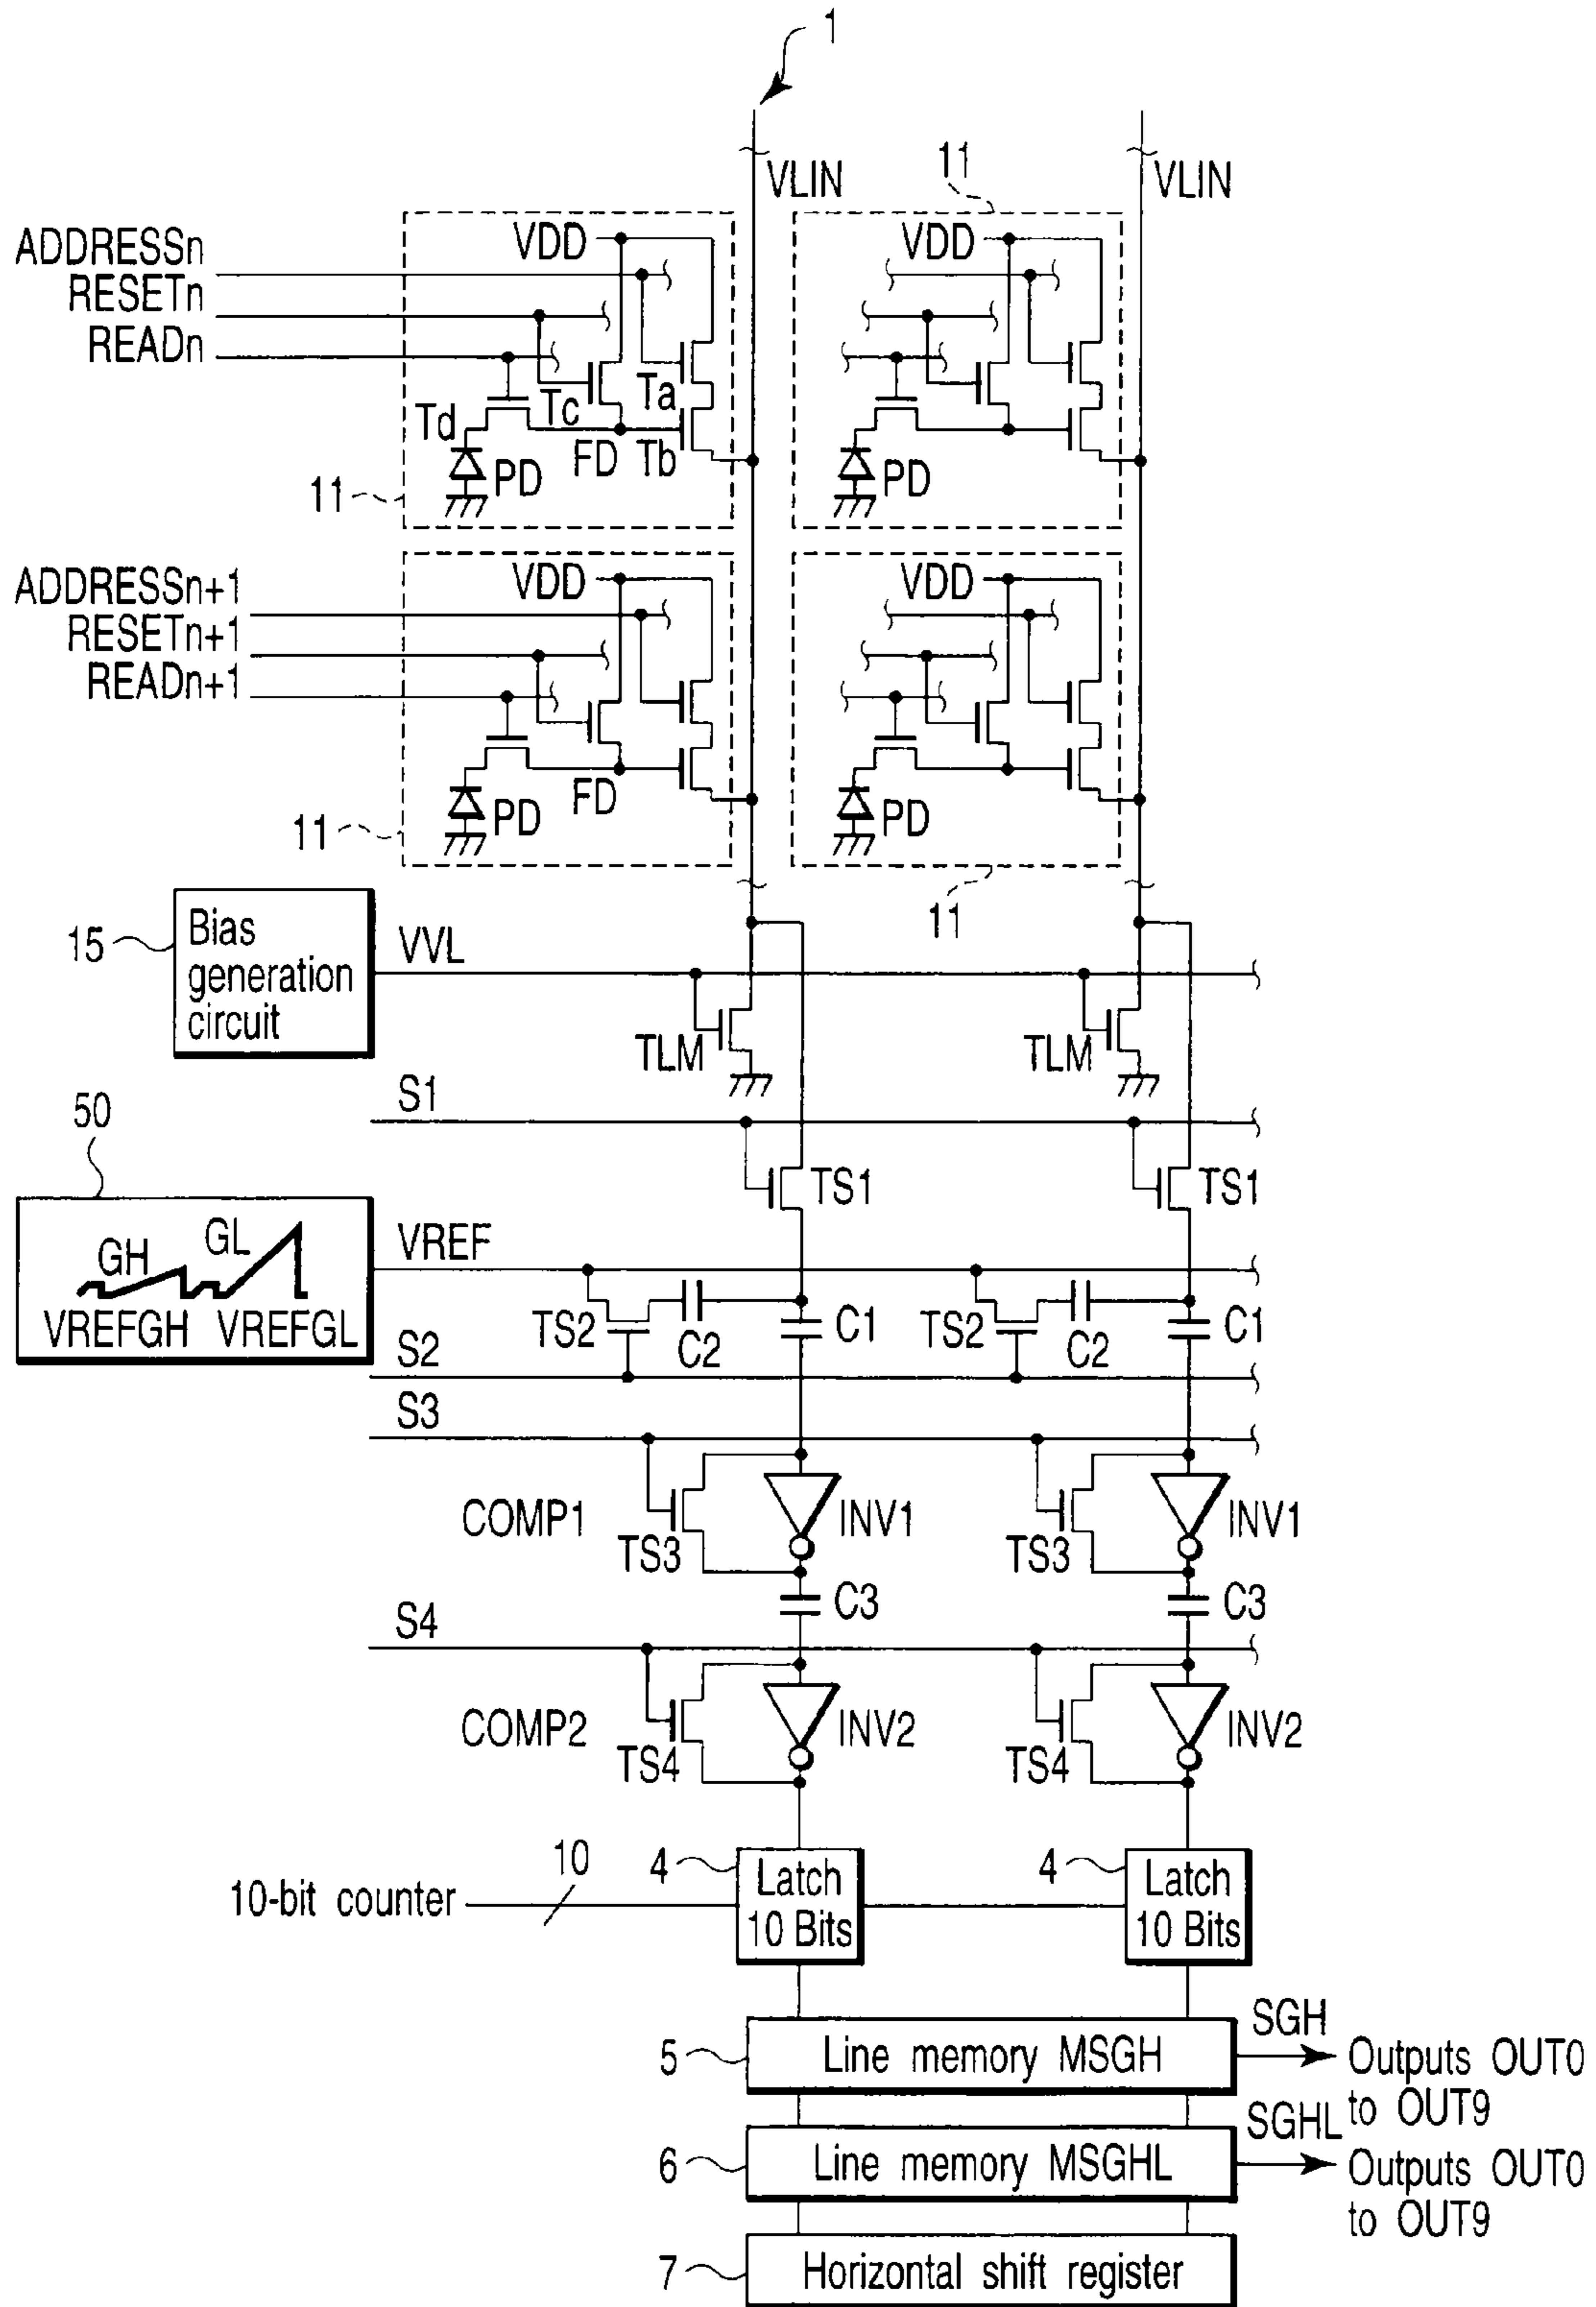 1
VLIN
11
VLIN
ADDRESSn
RESETn
READn
VDD
VDD
Td
Tc
Ta
FD
Tb
PD
11
PD
ADDRESSn+1
RESETn+1
READn+1
VDD
VDD
FD
PD
11
PD
11
15
Bias
generation
circuit
VVL
TLM
TLM
50
S1
TS1
TS1
GH
GL
VREFGH
VREFGL
VREF
TS2
C2
C1
TS2
C2
C1
S2
S3
COMP1
TS3
INV1
TS3
INV1
C3
C3
S4
COMP2
TS4
INV2
TS4
INV2
10-bit counter
10
4
Latch
10 Bits
4
Latch
10 Bits
5
Line memory MSGH
SGH
Outputs OUT0
to OUT9
6
Line memory MSGHL
SGHL
Outputs OUT0
to OUT9
7
Horizontal shift register